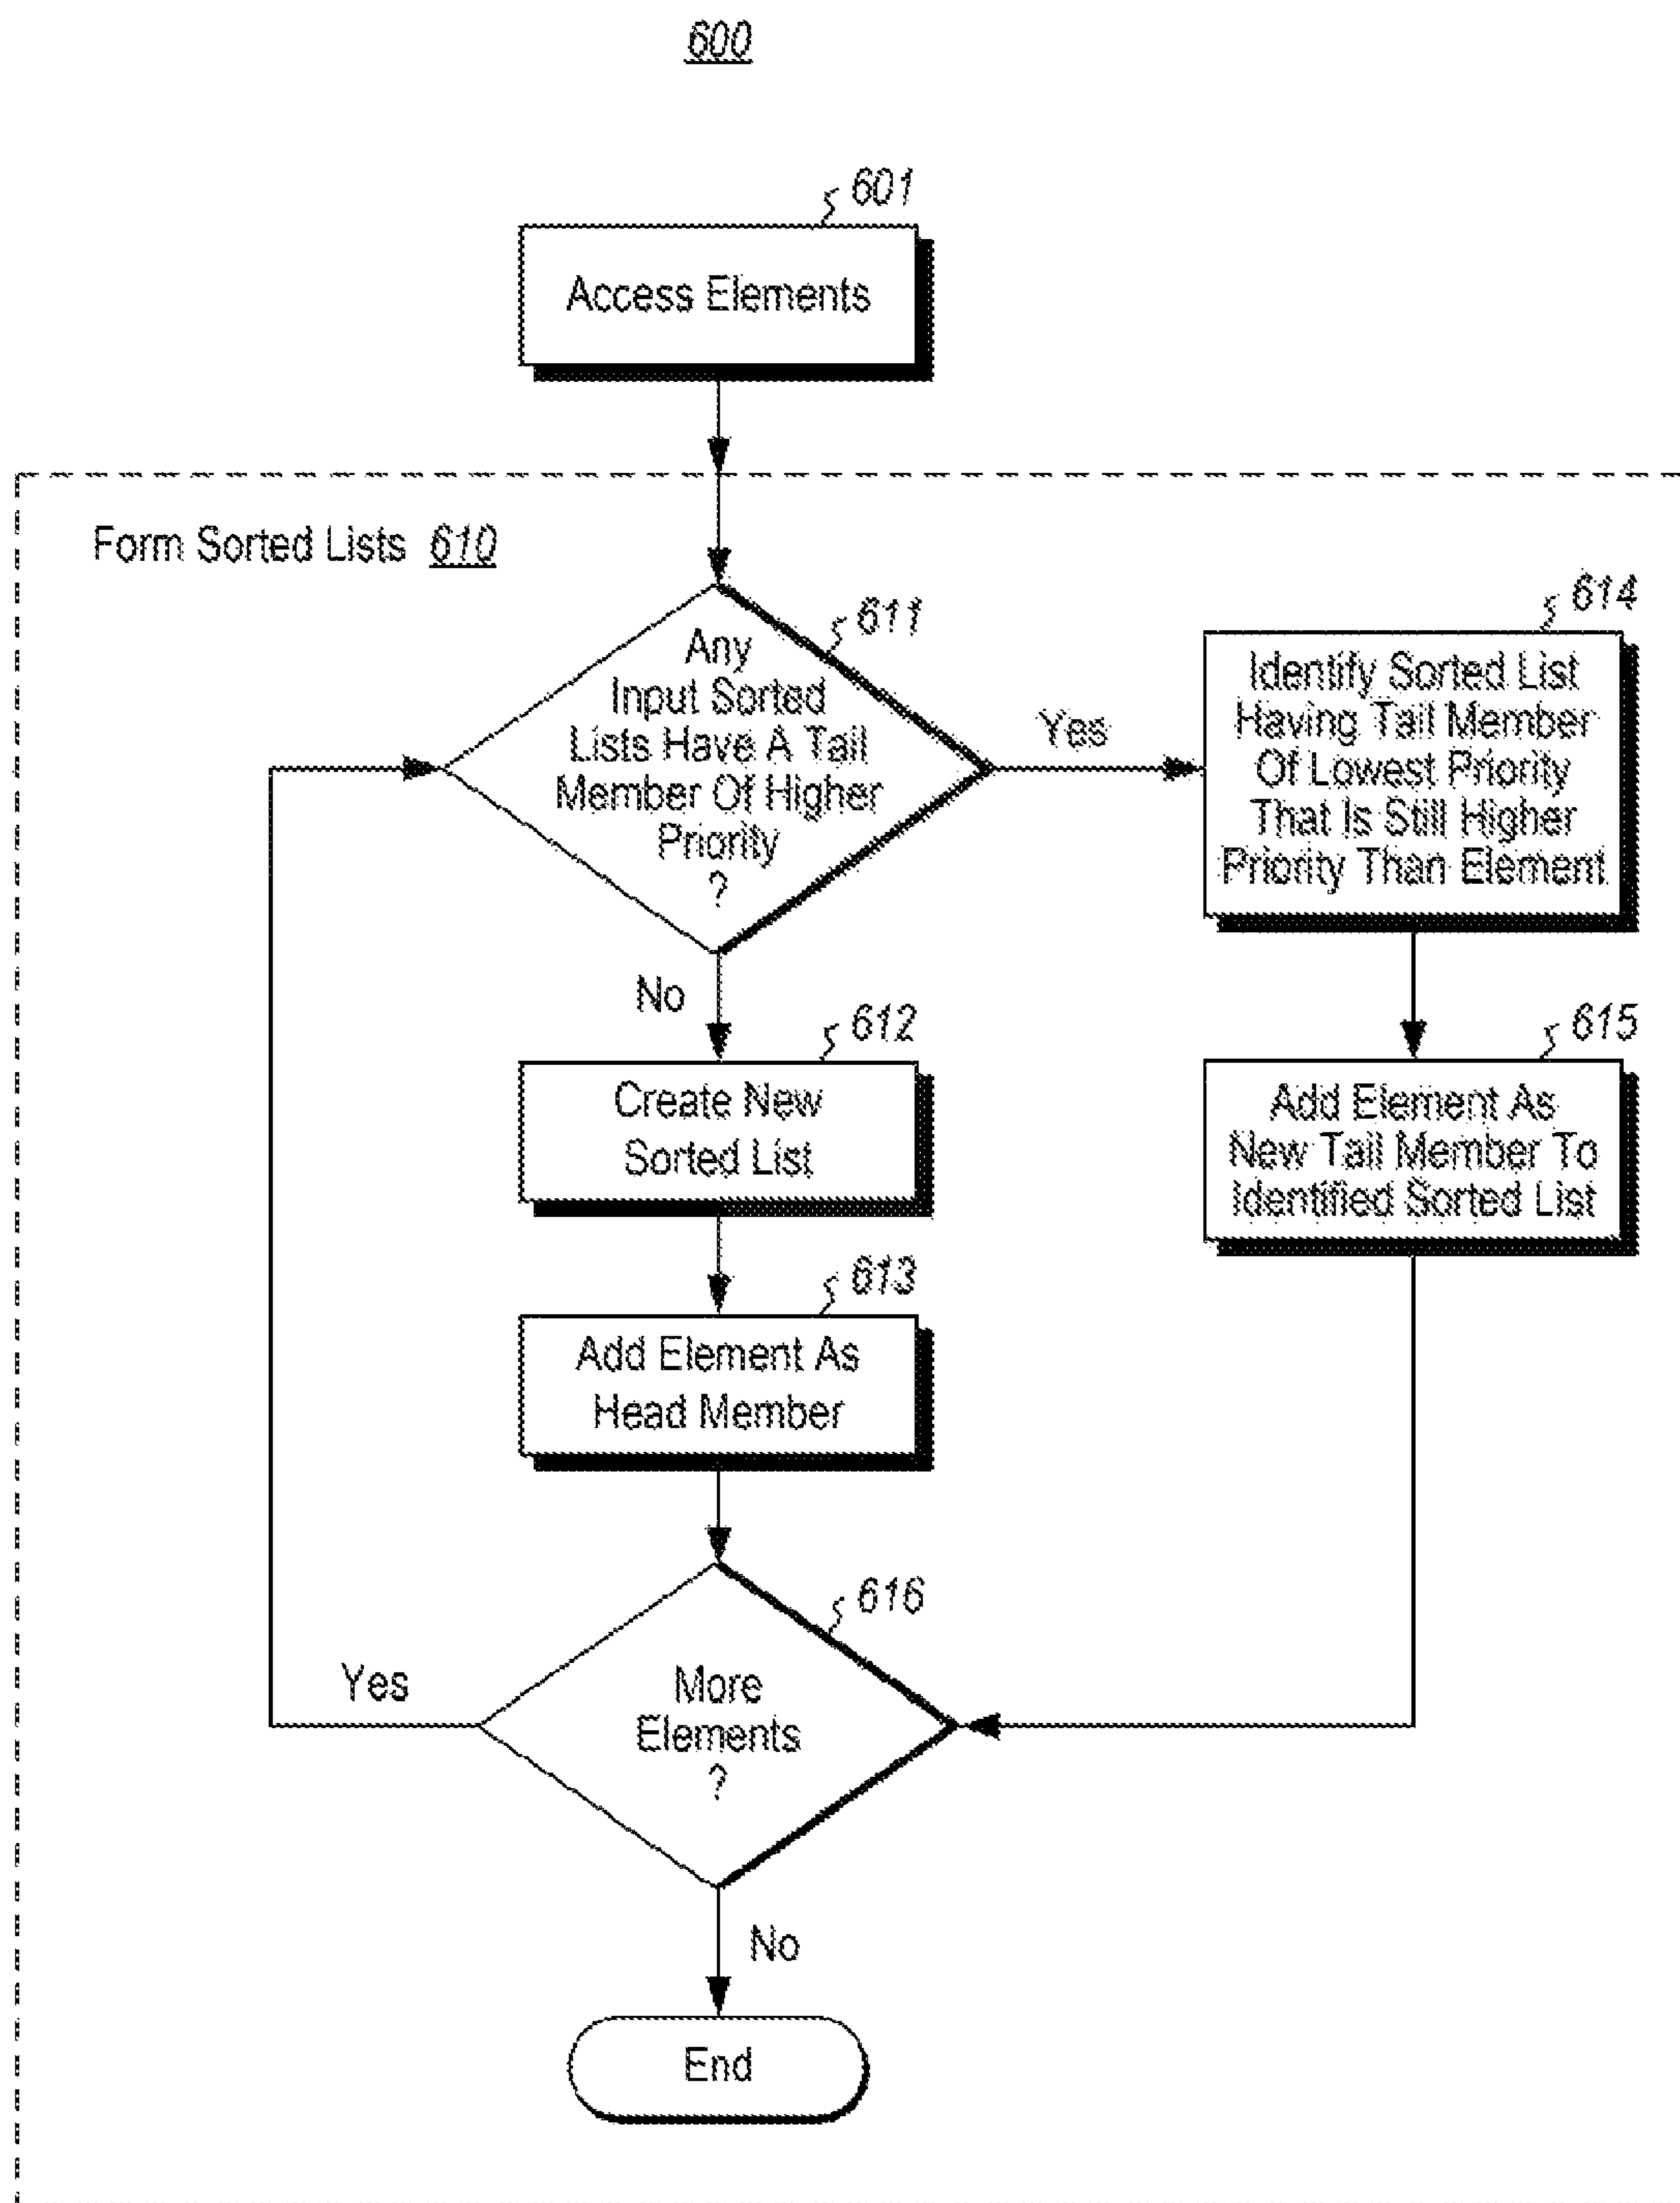 600
601
Access Elements
Form Sorted Lists 610
611
Any
Input Sorted
Lists Have A Tail
Member Of Higher
Priority
?
Yes
614
Identify Sorted List
Having Tail Member
Of Lowest Priority
That Is Still Higher
Priority Than Element
No
612
Create New
Sorted List
615
Add Element As
New Tail Member To
Identified Sorted List
613
Add Element As
Head Member
616
More
Elements
?
Yes
No
End